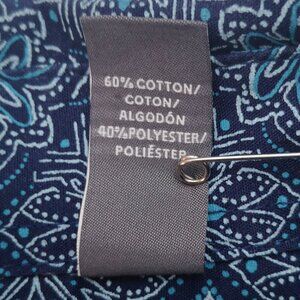 60% COTTON/
COTON/
ALGODÓN
40% POLYESTER/
POLIÉSTER